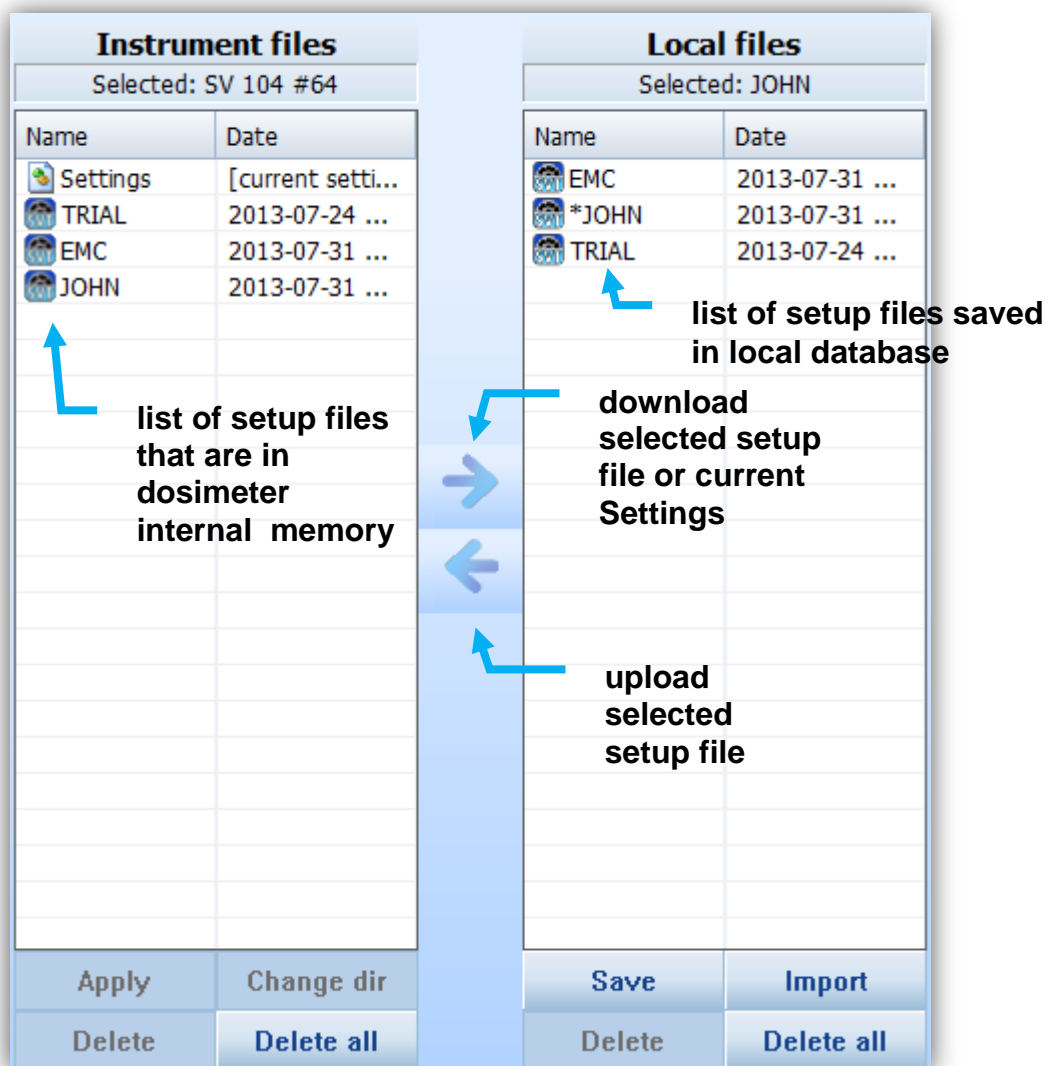 Instrument files
Selected: SV 104 #64
Name Date
Settings [current setti...
TRIAL 2013-07-24 ...
EMC 2013-07-31 ...
JOHN 2013-07-31 ...
list of setup files
that are in
dosimeter
internal memory
Apply Change dir
Delete Delete all
download
selected setup
file or current
Settings
upload
selected
setup file
Local files
Selected: JOHN
Name Date
EMC 2013-07-31 ...
*JOHN 2013-07-31 ...
TRIAL 2013-07-24 ...
list of setup files saved
in local database
Save Import
Delete Delete all